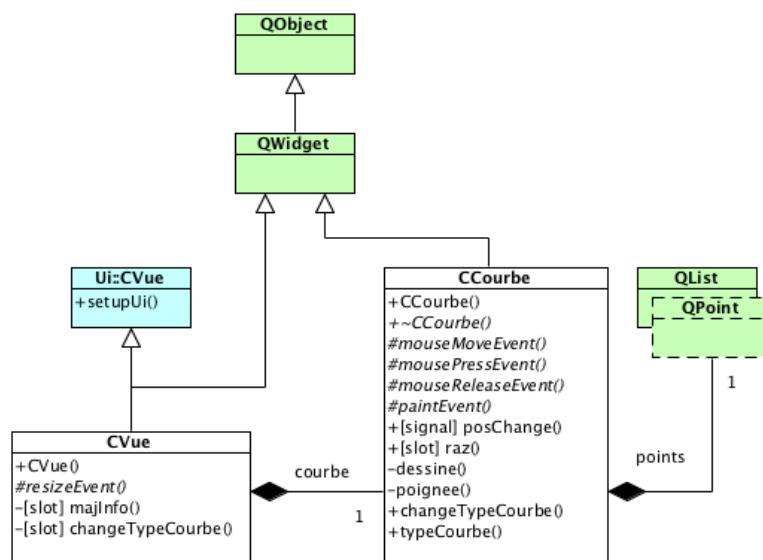 QObject
QWidget
Ui::CVue
+setupUi()
CCourbe
+CCourbe()
+~CCourbe()
#mouseMoveEvent()
#mousePressEvent()
#mouseReleaseEvent()
#paintEvent()
+[signal] posChange()
+[slot] raz()
-dessine()
-poignee()
+changeTypeCourbe()
+typeCourbe()
QList
QPoint
1
points
CVue
+CVue()
#resizeEvent()
-[slot] majInfo()
-[slot] changeTypeCourbe()
courbe
1